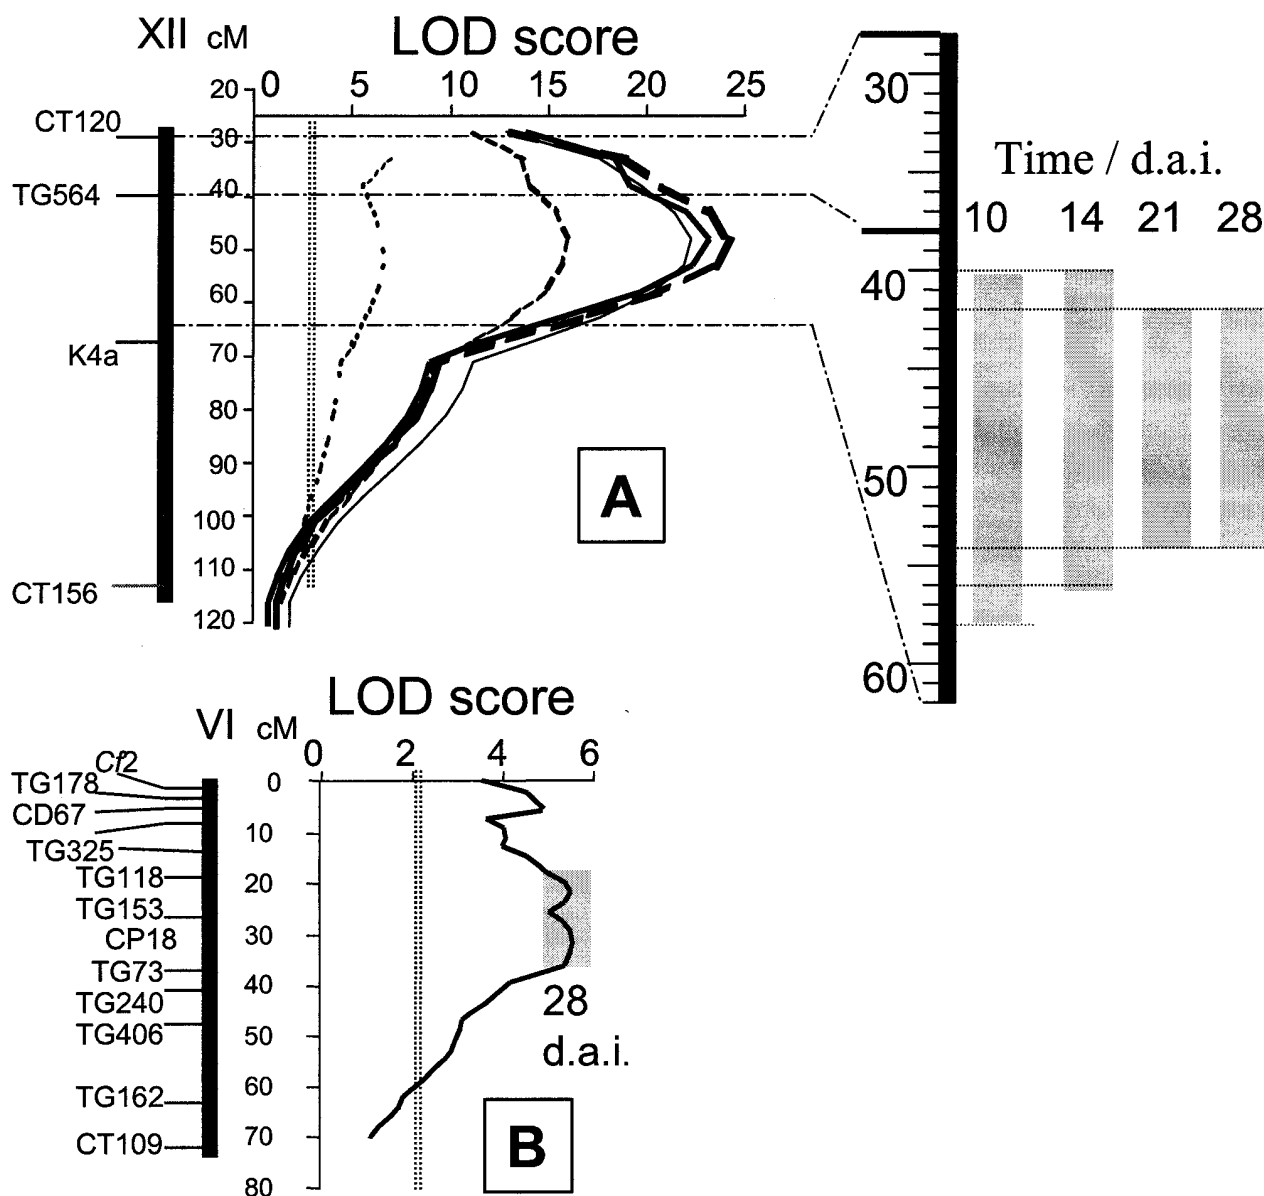 XII cM
LOD score
20 0 5 10 15 20 25
CT120
TG564
K4a
CT156
30
40
50
60
70
80
90
100
110
120
A
30
40
50
60
Time / d.a.i.
10 14 21 28
LOD score
VI cM
0 2 4 6
Cf2
TG178
CD67
TG325
TG118
TG153
CP18
TG73
TG240
TG406
TG162
CT109
0
10
20
30
40
50
60
70
80
28
d.a.i.
B